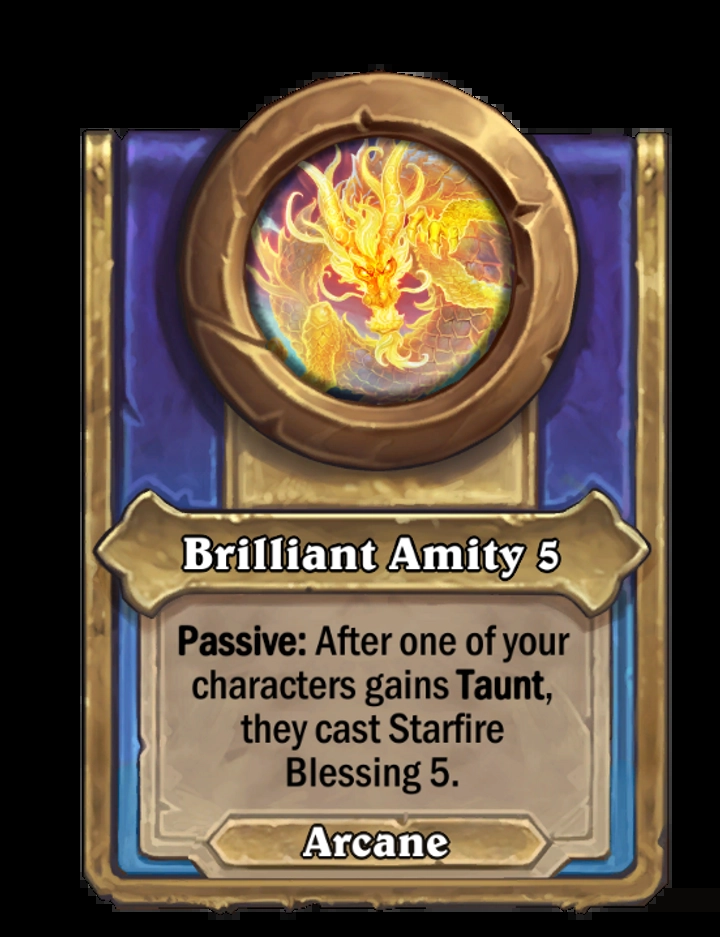 Brilliant Amity 5
Passive: After one of your
characters gains Taunt,
they cast Starfire
Blessing 5.
Arcane